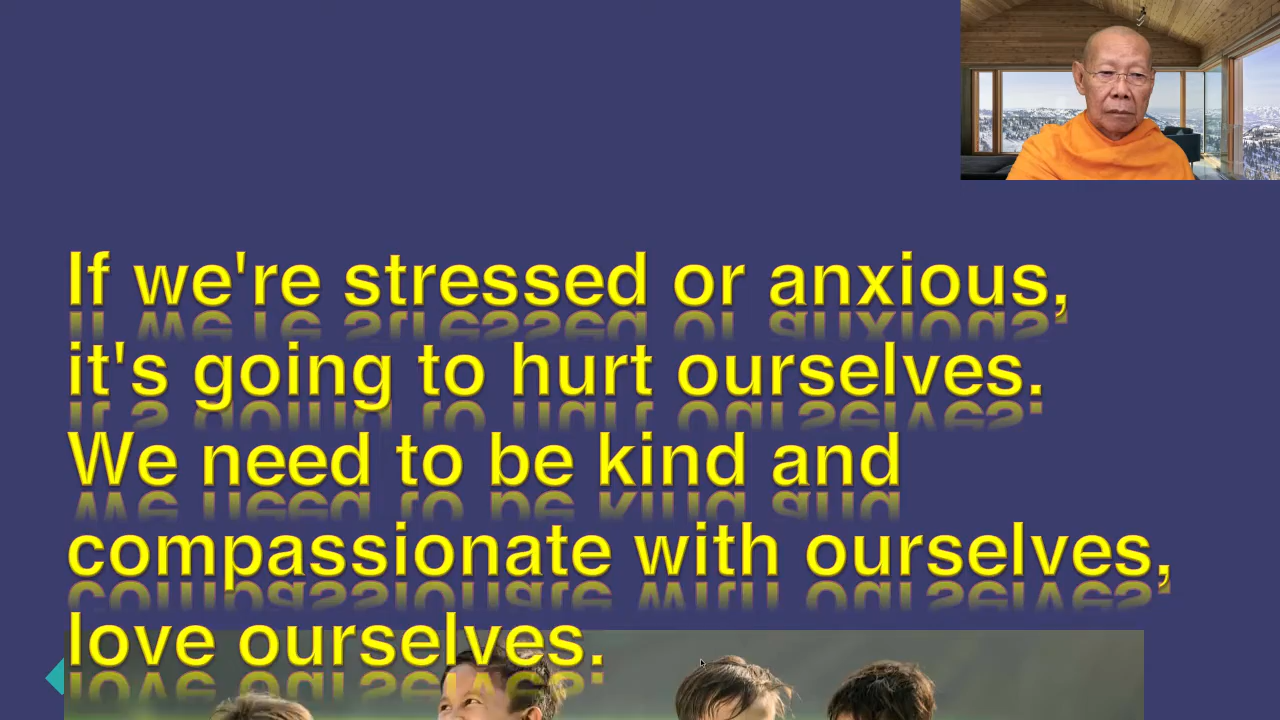 If we're stressed or anxious,
it's going to hurt ourselves.
We need to be kind and
compassionate with ourselves,
love ourselves.